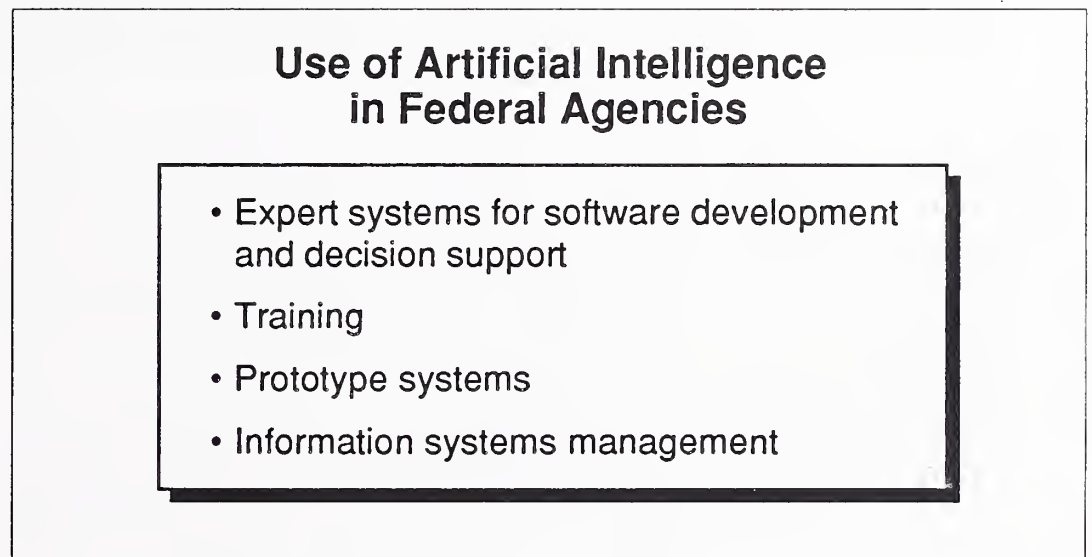 Use of Artificial Intelligence
in Federal Agencies
• Expert systems for software development
and decision support
• Training
• Prototype systems
• Information systems management